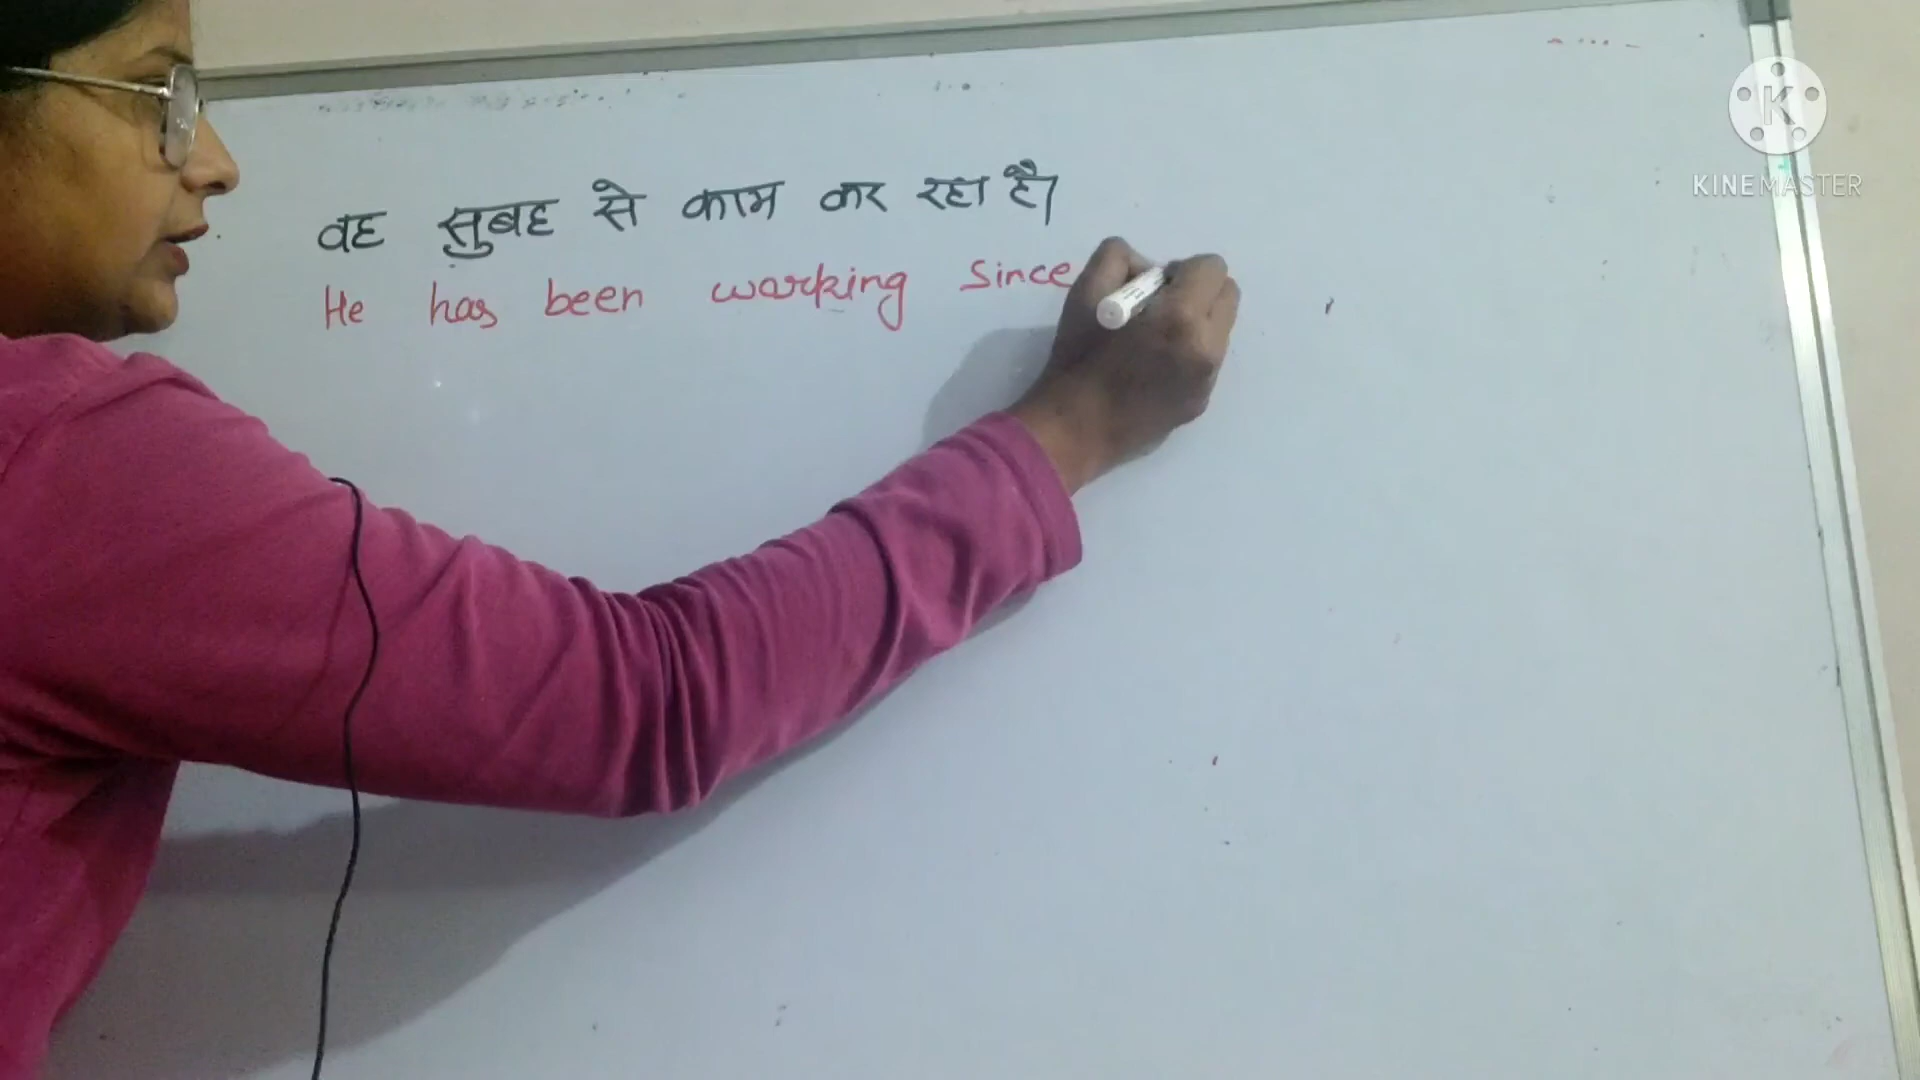 वह सुबह से काम कर रहा है।
He has been working since
KINEMASTER